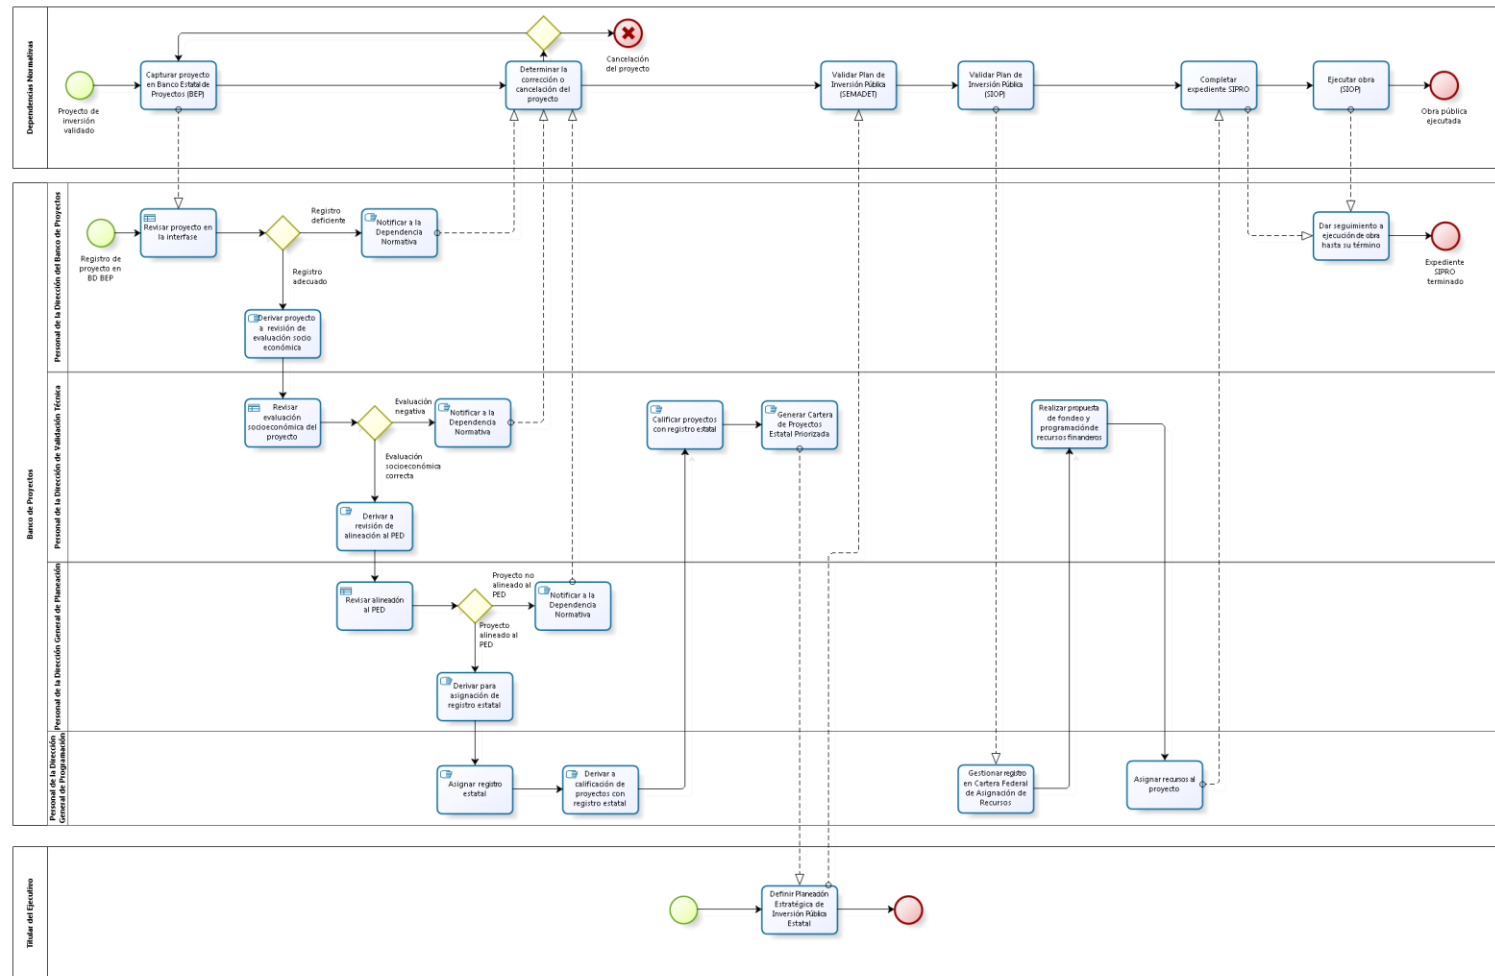 Dependencias Normativas
Proyecto de
inversión
validado
Capturar proyecto
en Banco Estatal de
Proyectos (BEP)
Determinar la
corrección o
cancelación del
proyecto
Cancelación
del proyecto
Validar Plan de
Inversión Pública
(SEMADET)
Validar Plan de
Inversión Pública
(SIOP)
Completar
expediente SIPRO
Ejecutar obra
(SIOP)
Obra pública
ejecutada
Banco de Proyectos
Personal de la Dirección del Banco de Proyectos
Registro de
proyecto en
BD BEP
Revisar proyecto en
la interfase
Registro
deficiente
Registro
adecuado
Notificar a la
Dependencia
Normativa
Derivar proyecto
a revisión de
evaluación socio
económica
Dar seguimiento a
ejecución de obra
hasta su término
Expediente
SIPRO
terminado
Personal de la Dirección de Validación Técnica
Revisar
evaluación
socioeconómica del
proyecto
Evaluación
negativa
Evaluación
socioeconómica
correcta
Notificar a la
Dependencia
Normativa
Derivar a
revisión de
alineación al PED
Calificar proyectos
con registro estatal
Generar Cartera
de Proyectos
Estatal Priorizada
Realizar propuesta
de fondeo y
programación de
recursos financieros
Personal de la Dirección General de Planeación
Revisar alineación
al PED
Proyecto no
alineado al
PED
Proyecto
alineado al
PED
Notificar a la
Dependencia
Normativa
Derivar para
asignación de
registro estatal
Personal de la Dirección
General de Programación
Asignar registro
estatal
Derivar a
calificación de
proyectos con
registro estatal
Gestionar registro
en Cartera Federal
de Asignación de
Recursos
Asignar recursos al
proyecto
Titular del Ejecutivo
Definir Planeación
Estratégica de
Inversión Pública
Estatal